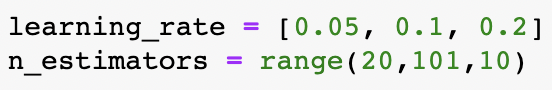 learning_rate = [0.05, 0.1, 0.2]
n_estimators = range(20,101,10)